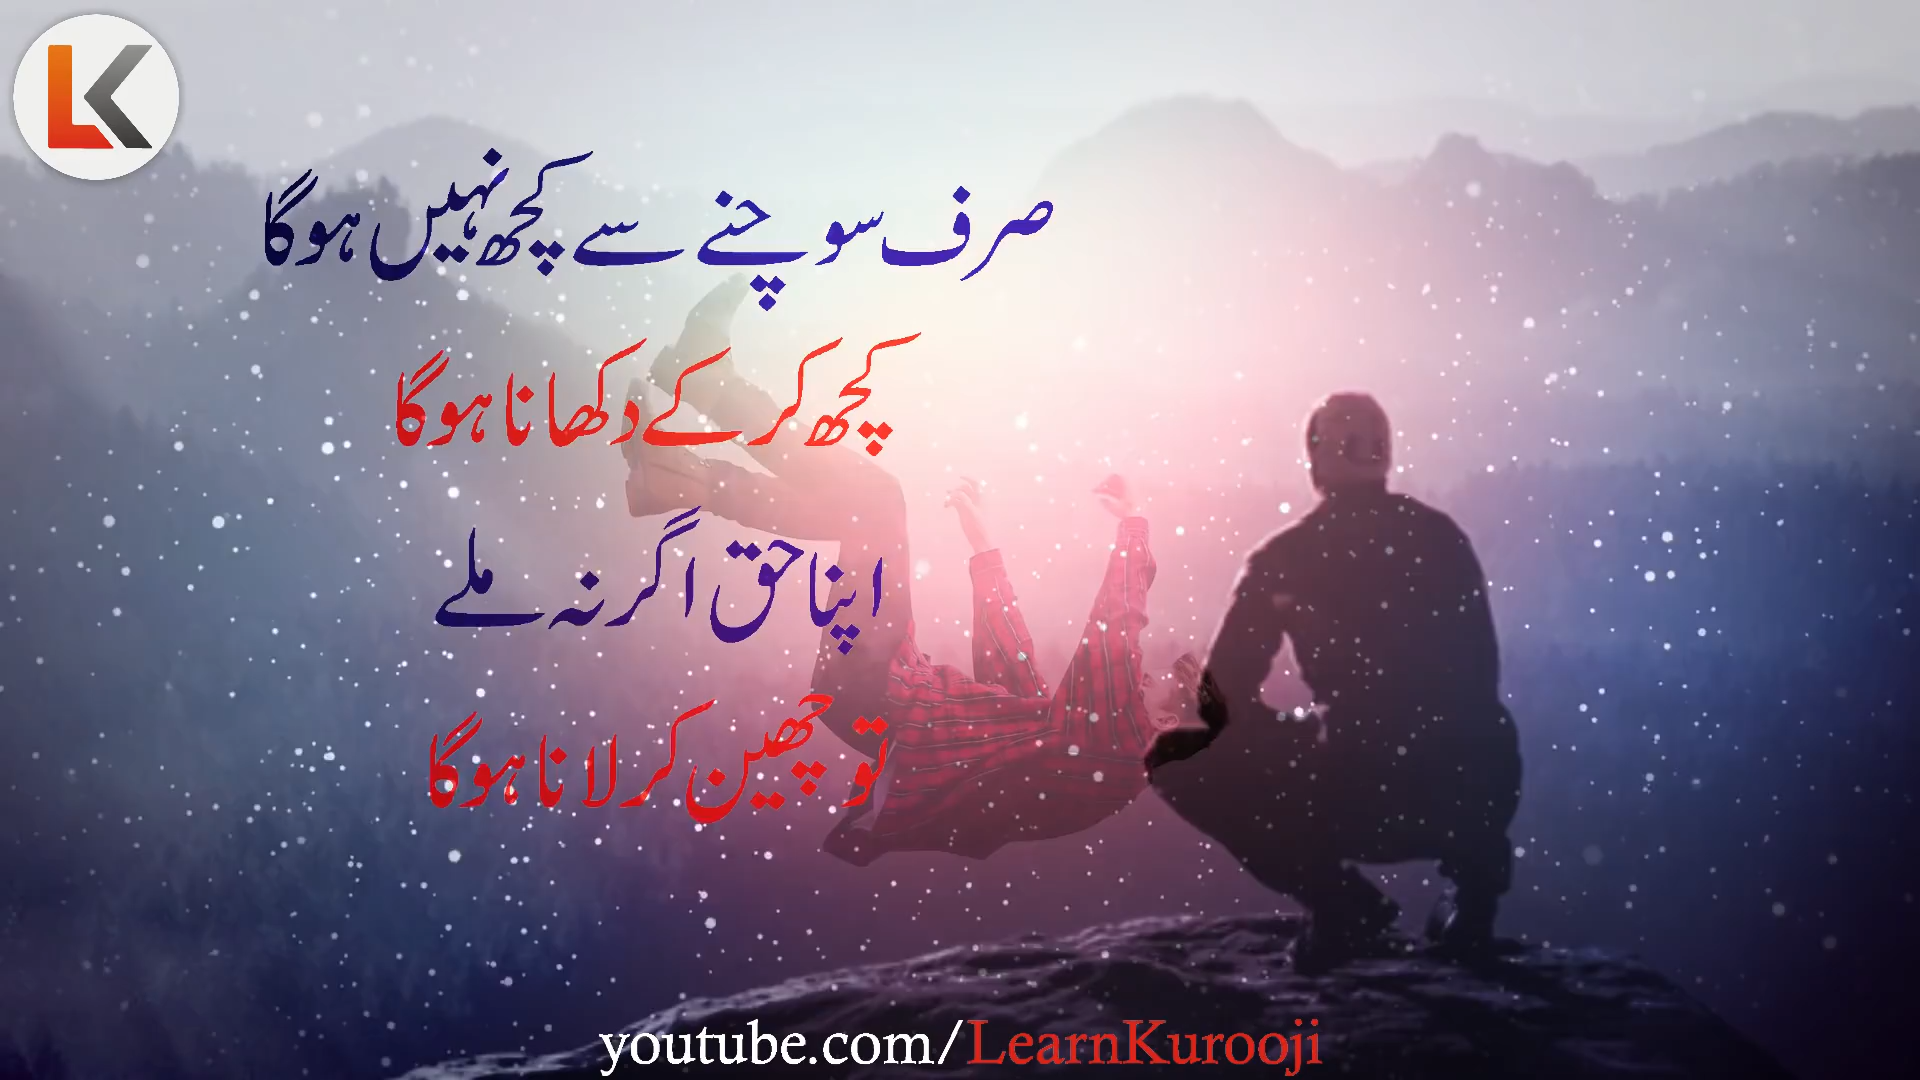 LK
صرف سوچنے سے کچھ نہیں ہوگا
کچھ کر کے دکھانا ہوگا
اپنا حق اگر نہ ملے
تو چھین کر لانا ہوگا
youtube.com/LearnKurooji